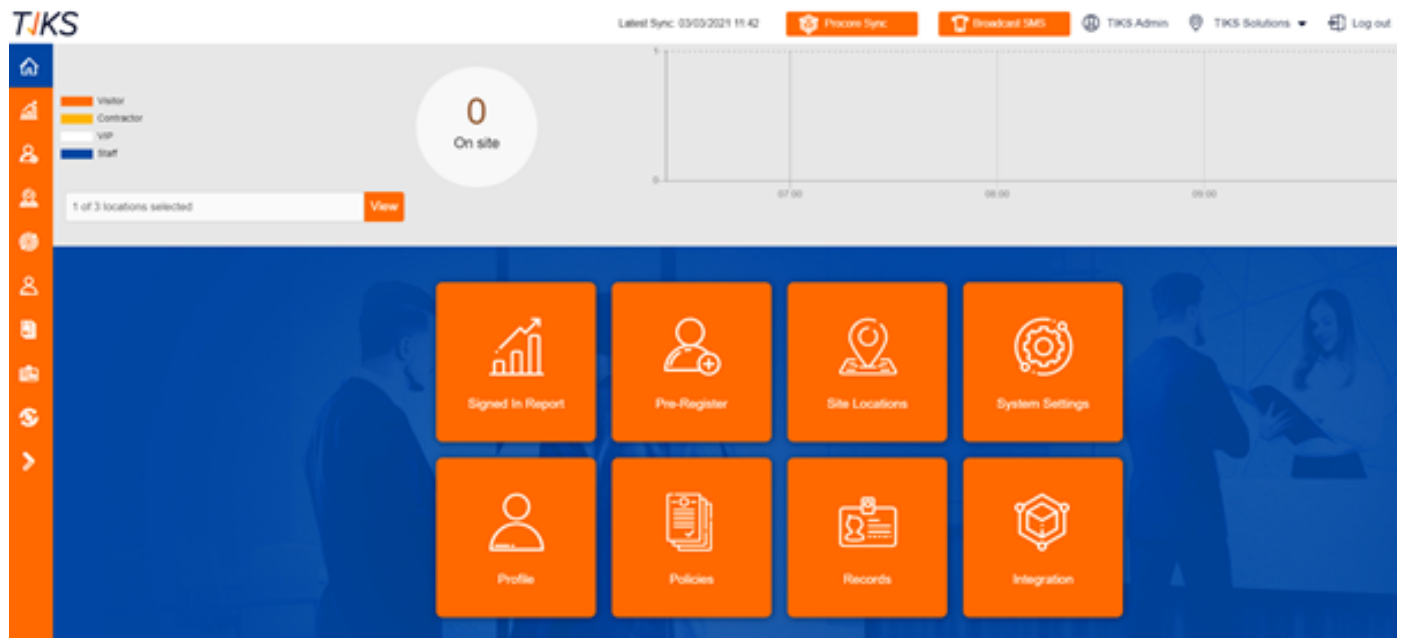 TIKS
Latest Sync: 03/03/2021 11:42
Procore Sync
Broadcast SMS
TIKS Admin
TIKS Solutions
Log out
Visitor
Contractor
VIP
Staff
0
On site
1 of 3 locations selected
View
1
0
07:00
08:00
09:00
Signed In Report
Pre-Register
Site Locations
System Settings
Profile
Policies
Records
Integration